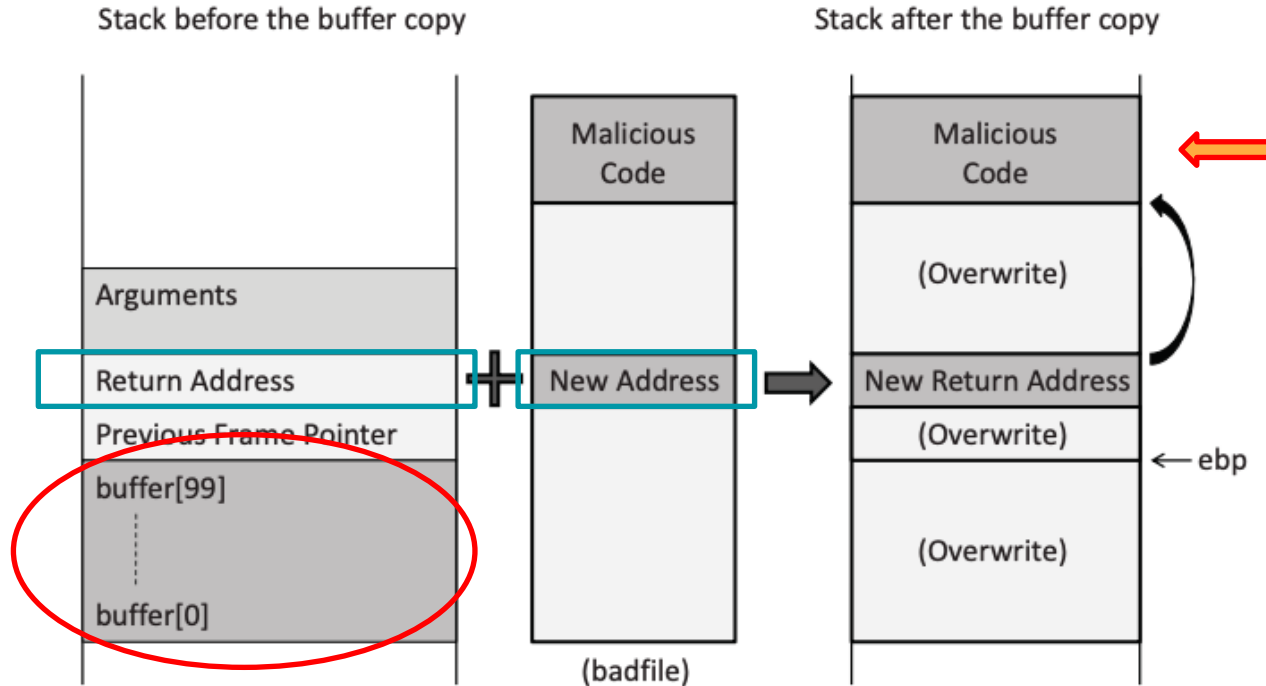 Stack before the buffer copy
Stack after the buffer copy
Arguments
Return Address
Previous Frame Pointer
buffer[99]
buffer[0]
Malicious
Code
New Address
(badfile)
Malicious
Code
(Overwrite)
New Return Address
(Overwrite)
ebp
(Overwrite)